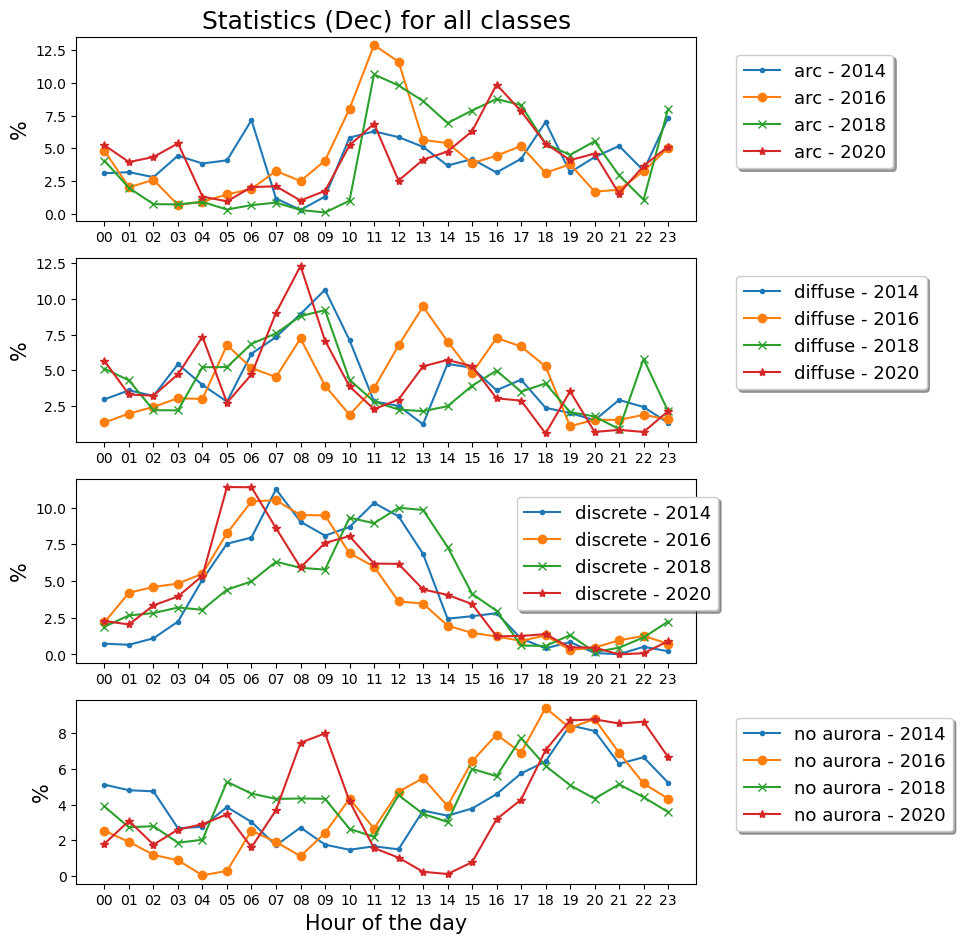 Statistics (Dec) for all classes
12.5
10.0
7.5
5.0
2.5
0.0
%
00 01 02 03 04 05 06 07 08 09 10 11 12 13 14 15 16 17 18 19 20 21 22 23
arc - 2014
arc - 2016
arc - 2018
arc - 2020
12.5
10.0
7.5
5.0
2.5
%
00 01 02 03 04 05 06 07 08 09 10 11 12 13 14 15 16 17 18 19 20 21 22 23
diffuse - 2014
diffuse - 2016
diffuse - 2018
diffuse - 2020
10.0
7.5
5.0
2.5
0.0
%
00 01 02 03 04 05 06 07 08 09 10 11 12 13 14 15 16 17 18 19 20 21 22 23
discrete - 2014
discrete - 2016
discrete - 2018
discrete - 2020
8
6
4
2
0
%
00 01 02 03 04 05 06 07 08 09 10 11 12 13 14 15 16 17 18 19 20 21 22 23
no aurora - 2014
no aurora - 2016
no aurora - 2018
no aurora - 2020
Hour of the day